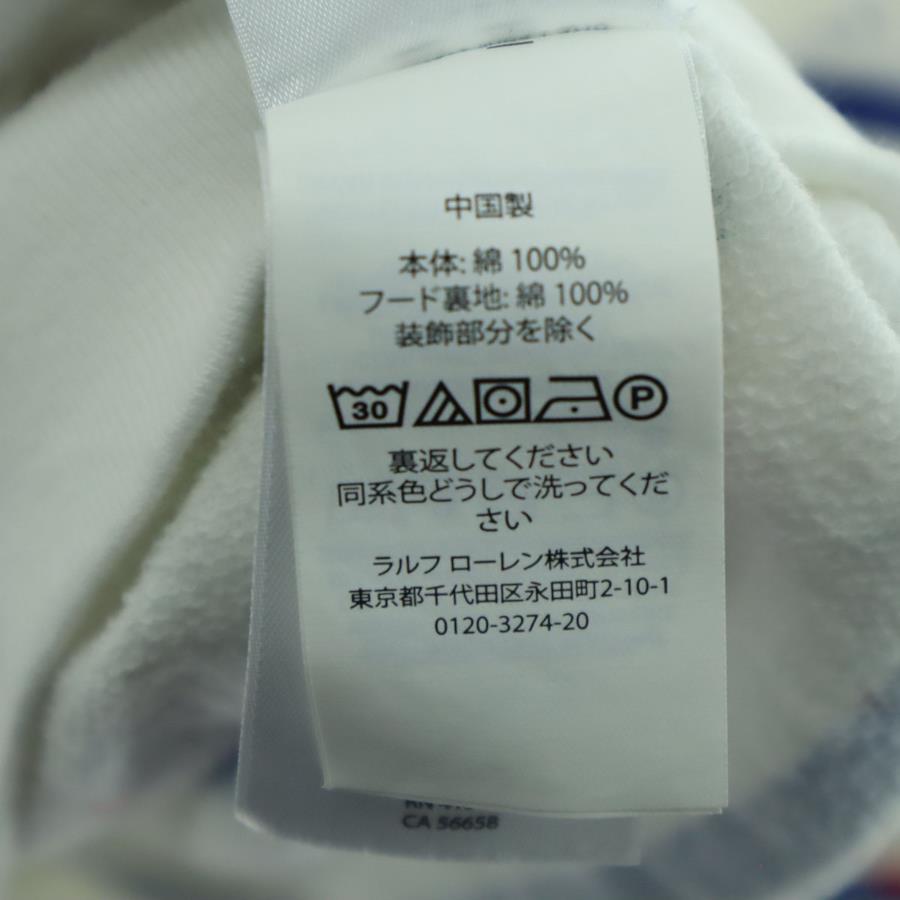 中国製
本体: 綿 100%
フード裏地: 綿 100%
装飾部分を除く
30 P
裏返してください
同系色どうしで洗ってくだ
さい
ラルフ ローレン株式会社
東京都千代田区永田町2-10-1
0120-3274-20
CA 56658